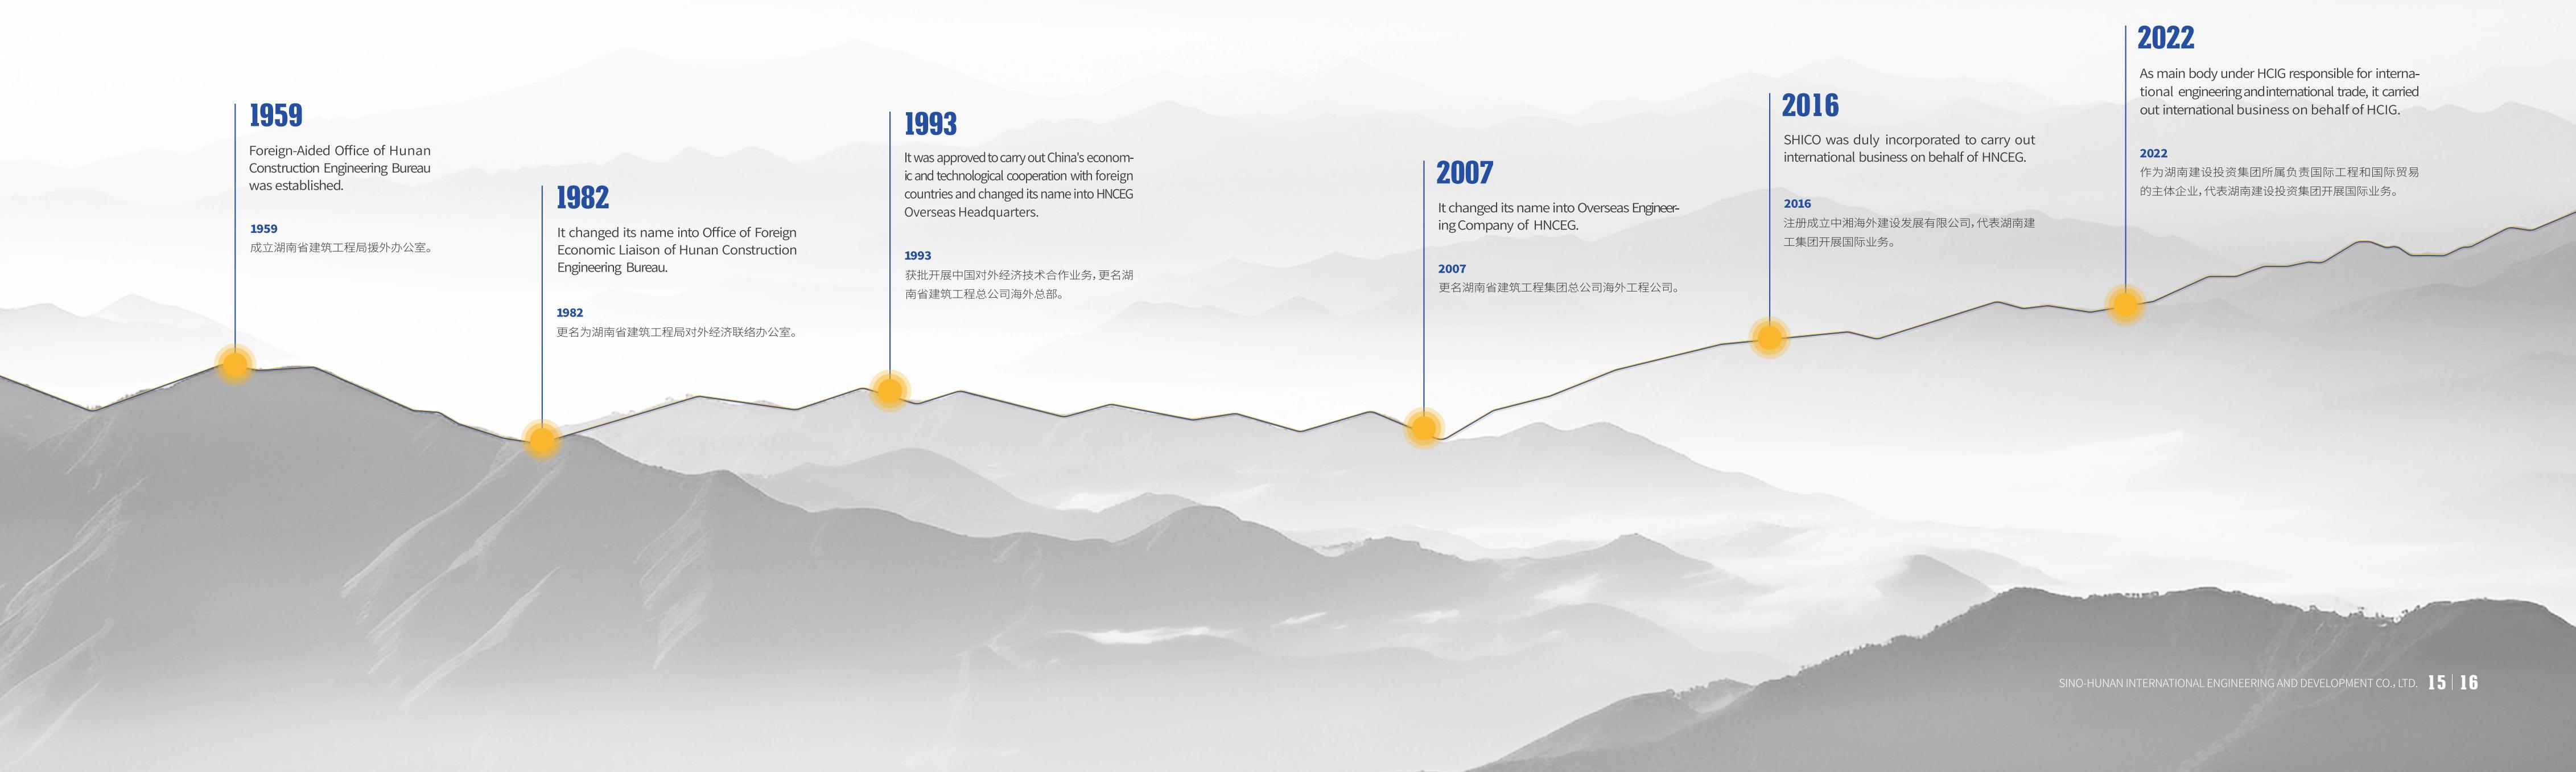 1959
Foreign-Aided Office of Hunan
Construction Engineering Bureau
was established.
1959
成立湖南省建筑工程局援外办公室。
1982
It changed its name into Office of Foreign
Economic Liaison of Hunan Construction
Engineering Bureau.
1982
更名为湖南省建筑工程局对外经济联络办公室。
1993
It was approved to carry out China's econom-
ic and technological cooperation with foreign
countries and changed its name into HNCEG
Overseas Headquarters.
1993
获批开展中国对外经济技术合作业务,更名湖
南省建筑工程总公司海外总部。
2007
It changed its name into Overseas Engineer-
ing Company of HNCEG.
2007
更名湖南省建筑工程集团总公司海外工程公司。
2016
SHICO was duly incorporated to carry out
international business on behalf of HNCEG.
2016
注册成立中湘海外建设发展有限公司,代表湖南建
工集团开展国际业务。
2022
As main body under HCIG responsible for interna-
tional engineering and international trade, it carried
out international business on behalf of HCIG.
2022
作为湖南建设投资集团所属负责国际工程和国际贸易
的主体企业,代表湖南建设投资集团开展国际业务。
SINO-HUNAN INTERNATIONAL ENGINEERING AND DEVELOPMENT CO., LTD. 15 | 16